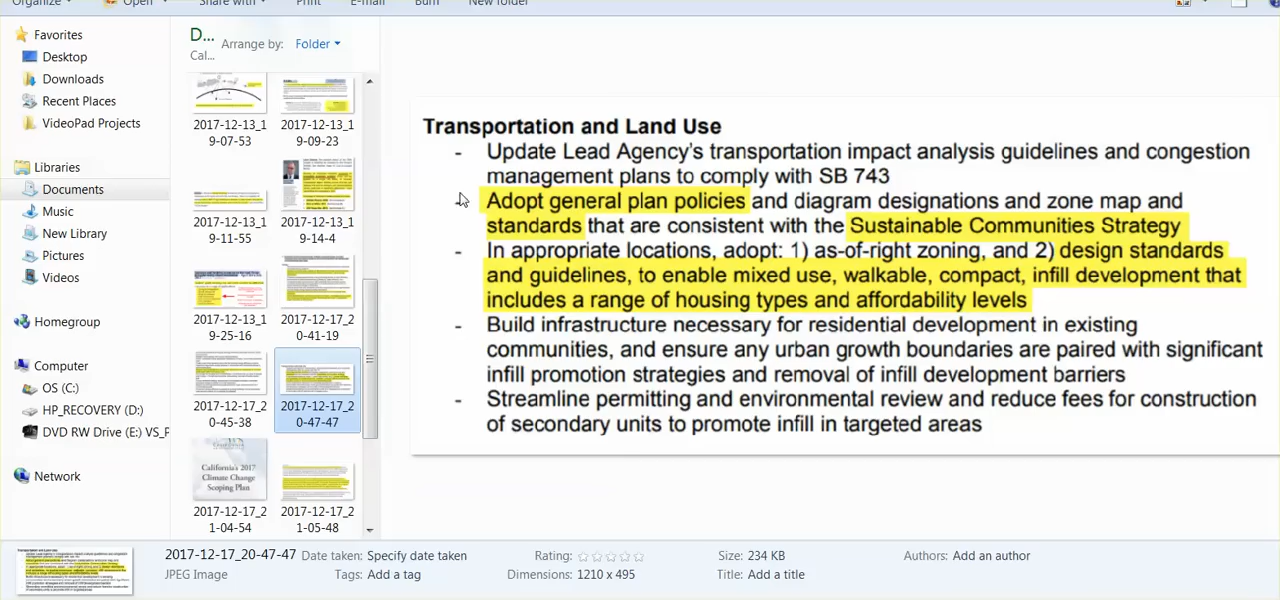 Organize
Open
Share with
Print
E-mail
Burn
New folder
Favorites
Desktop
Downloads
Recent Places
VideoPad Projects
Libraries
Documents
Music
New Library
Pictures
Videos
Homegroup
Computer
OS (C:)
HP_RECOVERY (D:)
DVD RW Drive (E:) VS_P
Network
D...
Cal...
Arrange by: Folder
2017-12-13_1
9-07-53
2017-12-13_1
9-09-23
2017-12-13_1
9-11-55
2017-12-13_1
9-14-4
2017-12-13_1
9-25-16
2017-12-17_2
0-41-19
2017-12-17_2
0-45-38
2017-12-17_2
0-47-47
California's 2017
Climate Change
Scoping Plan
2017-12-17_2
1-04-54
2017-12-17_2
1-05-48
Transportation and Land Use
- Update Lead Agency's transportation impact analysis guidelines and congestion
management plans to comply with SB 743
- Adopt general plan policies and diagram designations and zone map and
standards that are consistent with the Sustainable Communities Strategy
- In appropriate locations, adopt: 1) as-of-right zoning, and 2) design standards
and guidelines, to enable mixed use, walkable, compact, infill development that
includes a range of housing types and affordability levels
- Build infrastructure necessary for residential development in existing
communities, and ensure any urban growth boundaries are paired with significant
infill promotion strategies and removal of infill development barriers
- Streamline permitting and environmental review and reduce fees for construction
of secondary units to promote infill in targeted areas
2017-12-17_20-47-47 Date taken: Specify date taken Rating: Size: 234 KB Authors: Add an author
JPEG Image Tags: Add a tag Dimensions: 1210 x 495 Title: Add a title